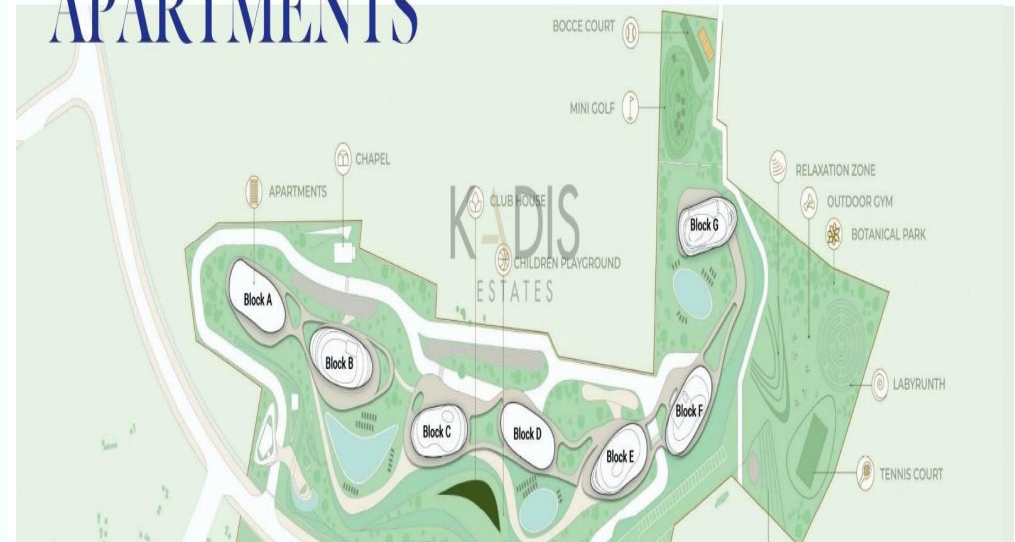 APARTMENTS
BOCCE COURT
MINI GOLF
CHAPEL
RELAXATION ZONE
APARTMENTS
CLUB HOUSE
OUTDOOR GYM
KADIS
ESTATES
BOTANICAL PARK
CHILDREN PLAYGROUND
Block G
Block A
Block B
Block C
Block D
Block E
Block F
LABYRUNTH
TENNIS COURT